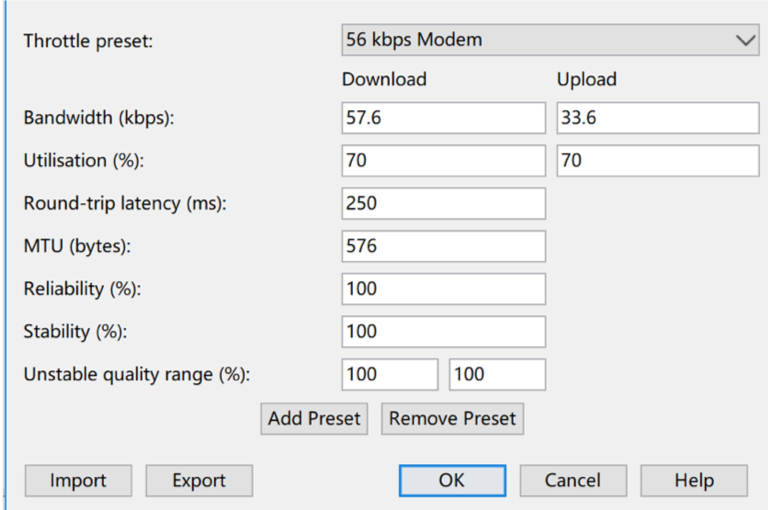 Throttle preset: 56 kbps Modem
Download Upload
Bandwidth (kbps): 57.6 33.6
Utilisation (%): 70 70
Round-trip latency (ms): 250
MTU (bytes): 576
Reliability (%): 100
Stability (%): 100
Unstable quality range (%): 100 100
Add Preset Remove Preset
Import Export OK Cancel Help